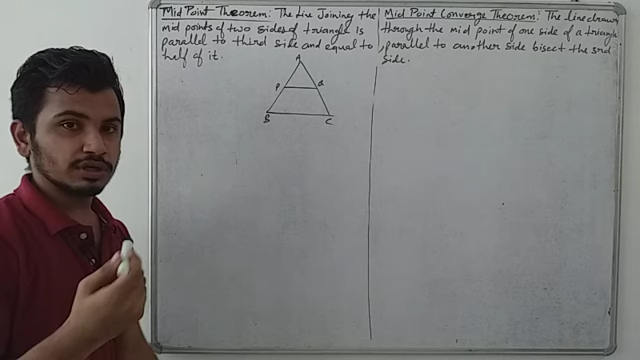 Mid Point Theorem: The Line Joining the
mid points of two sides of triangle is
parallel to third side and equal to
half of it.
A
P Q
B C
Mid Point Converge Theorem: The line drawn
through the mid point of one side of a triangle
, parallel to another side bisect the 3rd
side.